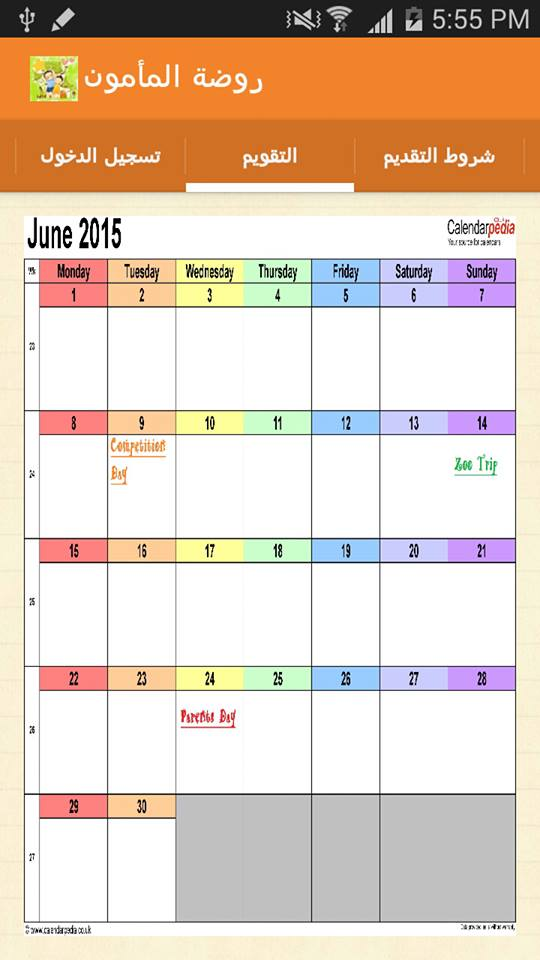 5:55 PM
روضة المأمون
شروط التقديم
التقويم
تسجيل الدخول
June 2015
Calendarpedia
Your source for calendars
Wk Monday Tuesday Wednesday Thursday Friday Saturday Sunday
1 2 3 4 5 6 7
23
8 9 10 11 12 13 14
24
Competition
Day
Zoo Trip
15 16 17 18 19 20 21
25
22 23 24 25 26 27 28
26
Parents Day
29 30
27
© www.calendarpedia.co.uk